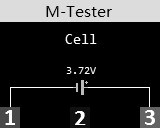 M-Tester
Cell
3.72V
+
1 2 3